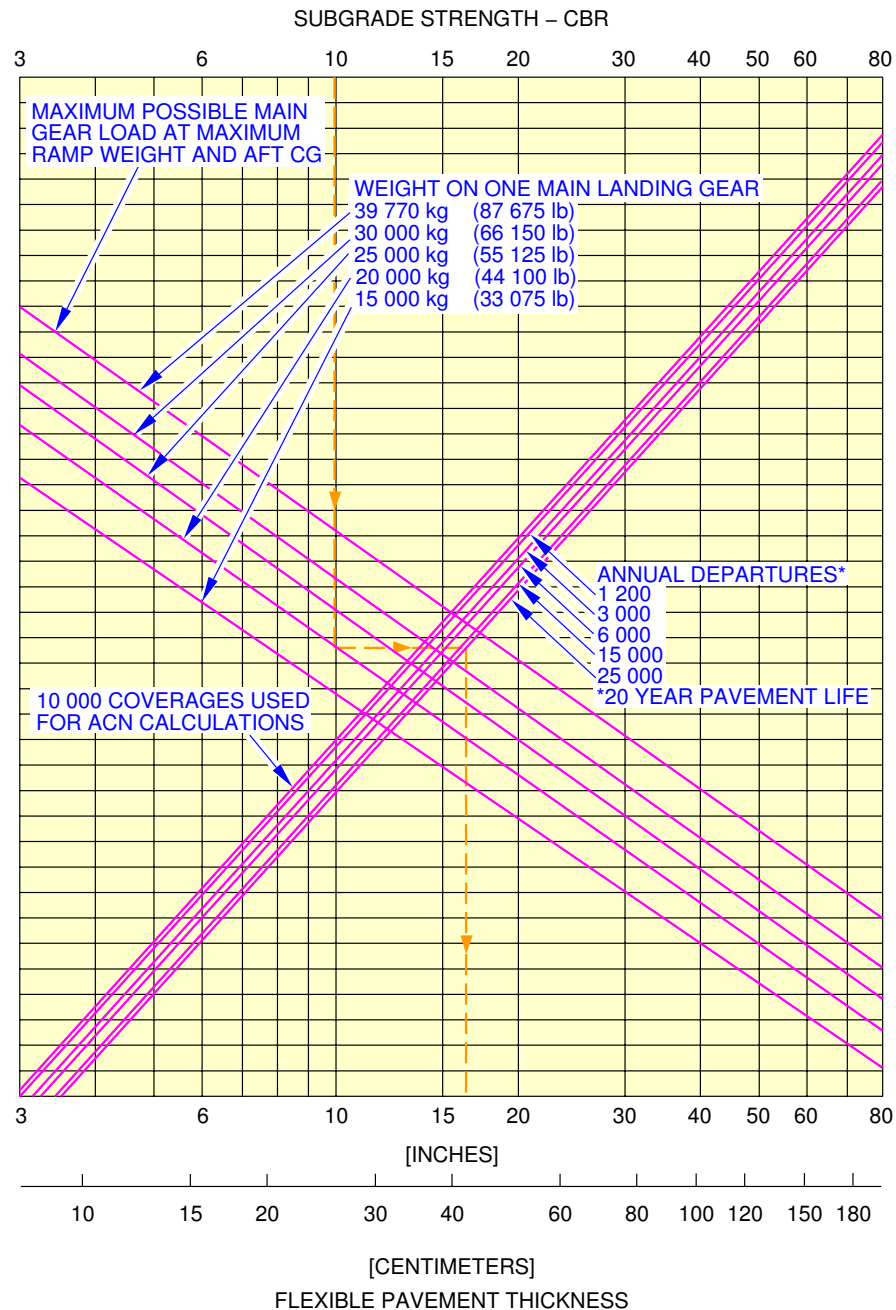 SUBGRADE STRENGTH – CBR
3 6 10 15 20 30 40 50 60 80
MAXIMUM POSSIBLE MAIN
GEAR LOAD AT MAXIMUM
RAMP WEIGHT AND AFT CG
WEIGHT ON ONE MAIN LANDING GEAR
39 770 kg (87 675 lb)
30 000 kg (66 150 lb)
25 000 kg (55 125 lb)
20 000 kg (44 100 lb)
15 000 kg (33 075 lb)
ANNUAL DEPARTURES*
1 200
3 000
6 000
15 000
25 000
*20 YEAR PAVEMENT LIFE
10 000 COVERAGES USED
FOR ACN CALCULATIONS
3 6 10 15 20 30 40 50 60 80
[INCHES]
10 15 20 30 40 60 80 100 120 150 180
[CENTIMETERS]
FLEXIBLE PAVEMENT THICKNESS